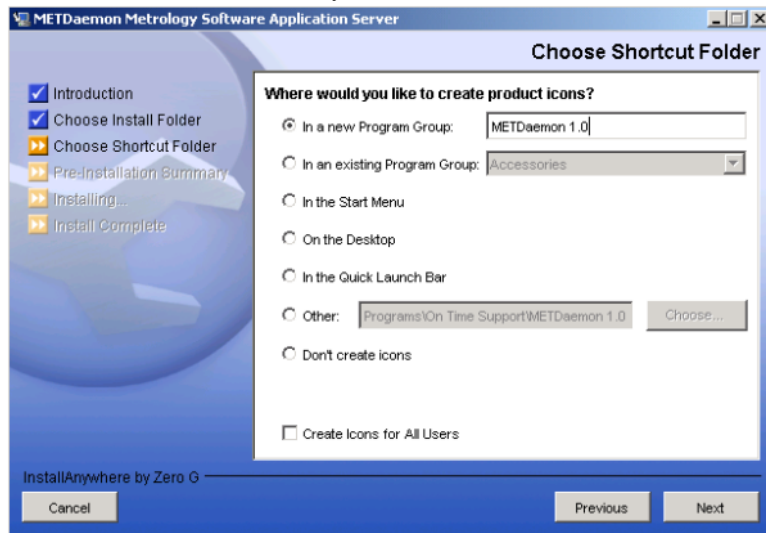 METDaemon Metrology Software Application Server
Choose Shortcut Folder
Introduction
Choose Install Folder
Choose Shortcut Folder
Pre-Installation Summary
Installing...
Install Complete
Where would you like to create product icons?
In a new Program Group: METDaemon 1.0
In an existing Program Group: Accessories
In the Start Menu
On the Desktop
In the Quick Launch Bar
Other: Programs\On Time Support\METDaemon 1.0 Choose...
Don't create icons
Create Icons for All Users
InstallAnywhere by Zero G
Cancel Previous Next